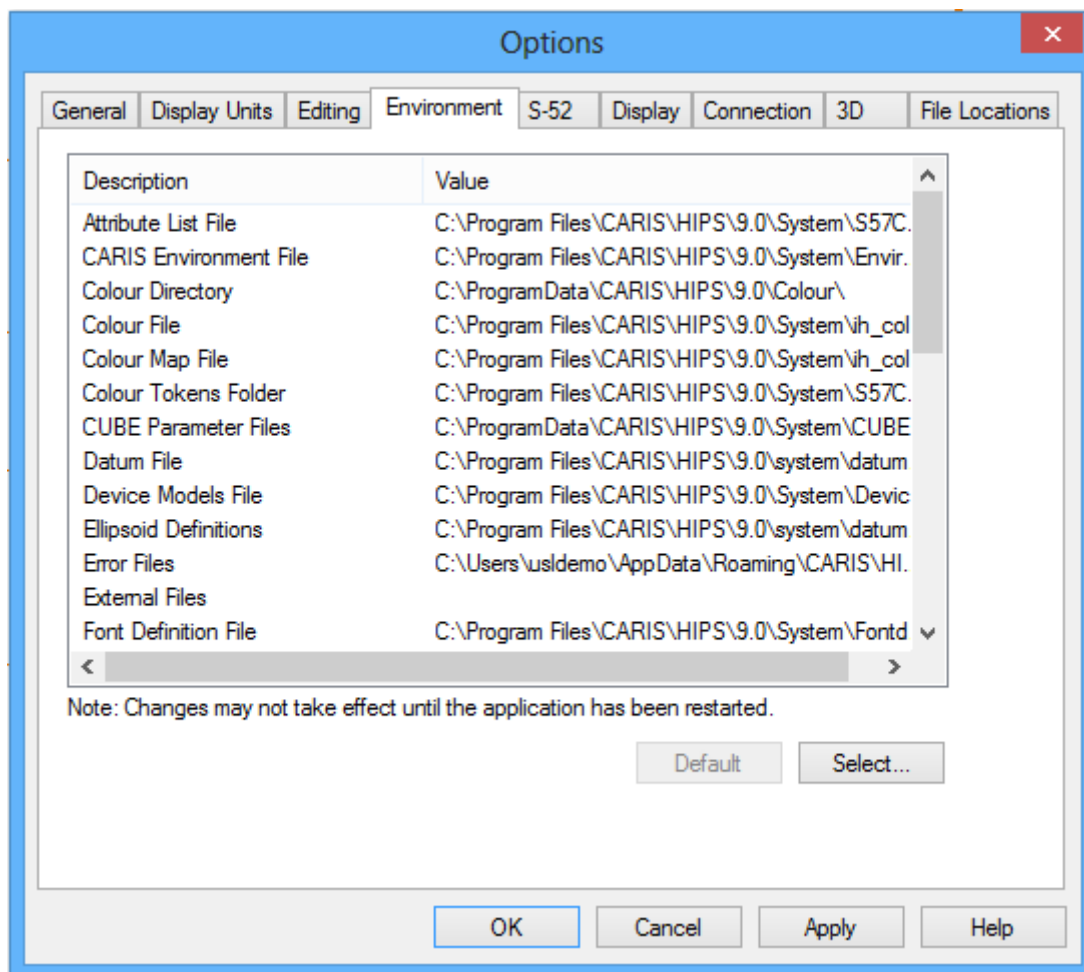 Options
General Display Units Editing Environment S-52 Display Connection 3D File Locations
Description Value
Attribute List File C:\Program Files\CARIS\HIPS\9.0\System\S57C.
CARIS Environment File C:\Program Files\CARIS\HIPS\9.0\System\Envir.
Colour Directory C:\ProgramData\CARIS\HIPS\9.0\Colour\
Colour File C:\Program Files\CARIS\HIPS\9.0\System\ih_col
Colour Map File C:\Program Files\CARIS\HIPS\9.0\System\ih_col
Colour Tokens Folder C:\Program Files\CARIS\HIPS\9.0\System\S57C.
CUBE Parameter Files C:\ProgramData\CARIS\HIPS\9.0\System\CUBE
Datum File C:\Program Files\CARIS\HIPS\9.0\system\datum
Device Models File C:\Program Files\CARIS\HIPS\9.0\System\Devic
Ellipsoid Definitions C:\Program Files\CARIS\HIPS\9.0\system\datum
Error Files C:\Users\usldemo\AppData\Roaming\CARIS\HI.
External Files
Font Definition File C:\Program Files\CARIS\HIPS\9.0\System\Fontd
Note: Changes may not take effect until the application has been restarted.
Default Select...
OK Cancel Apply Help